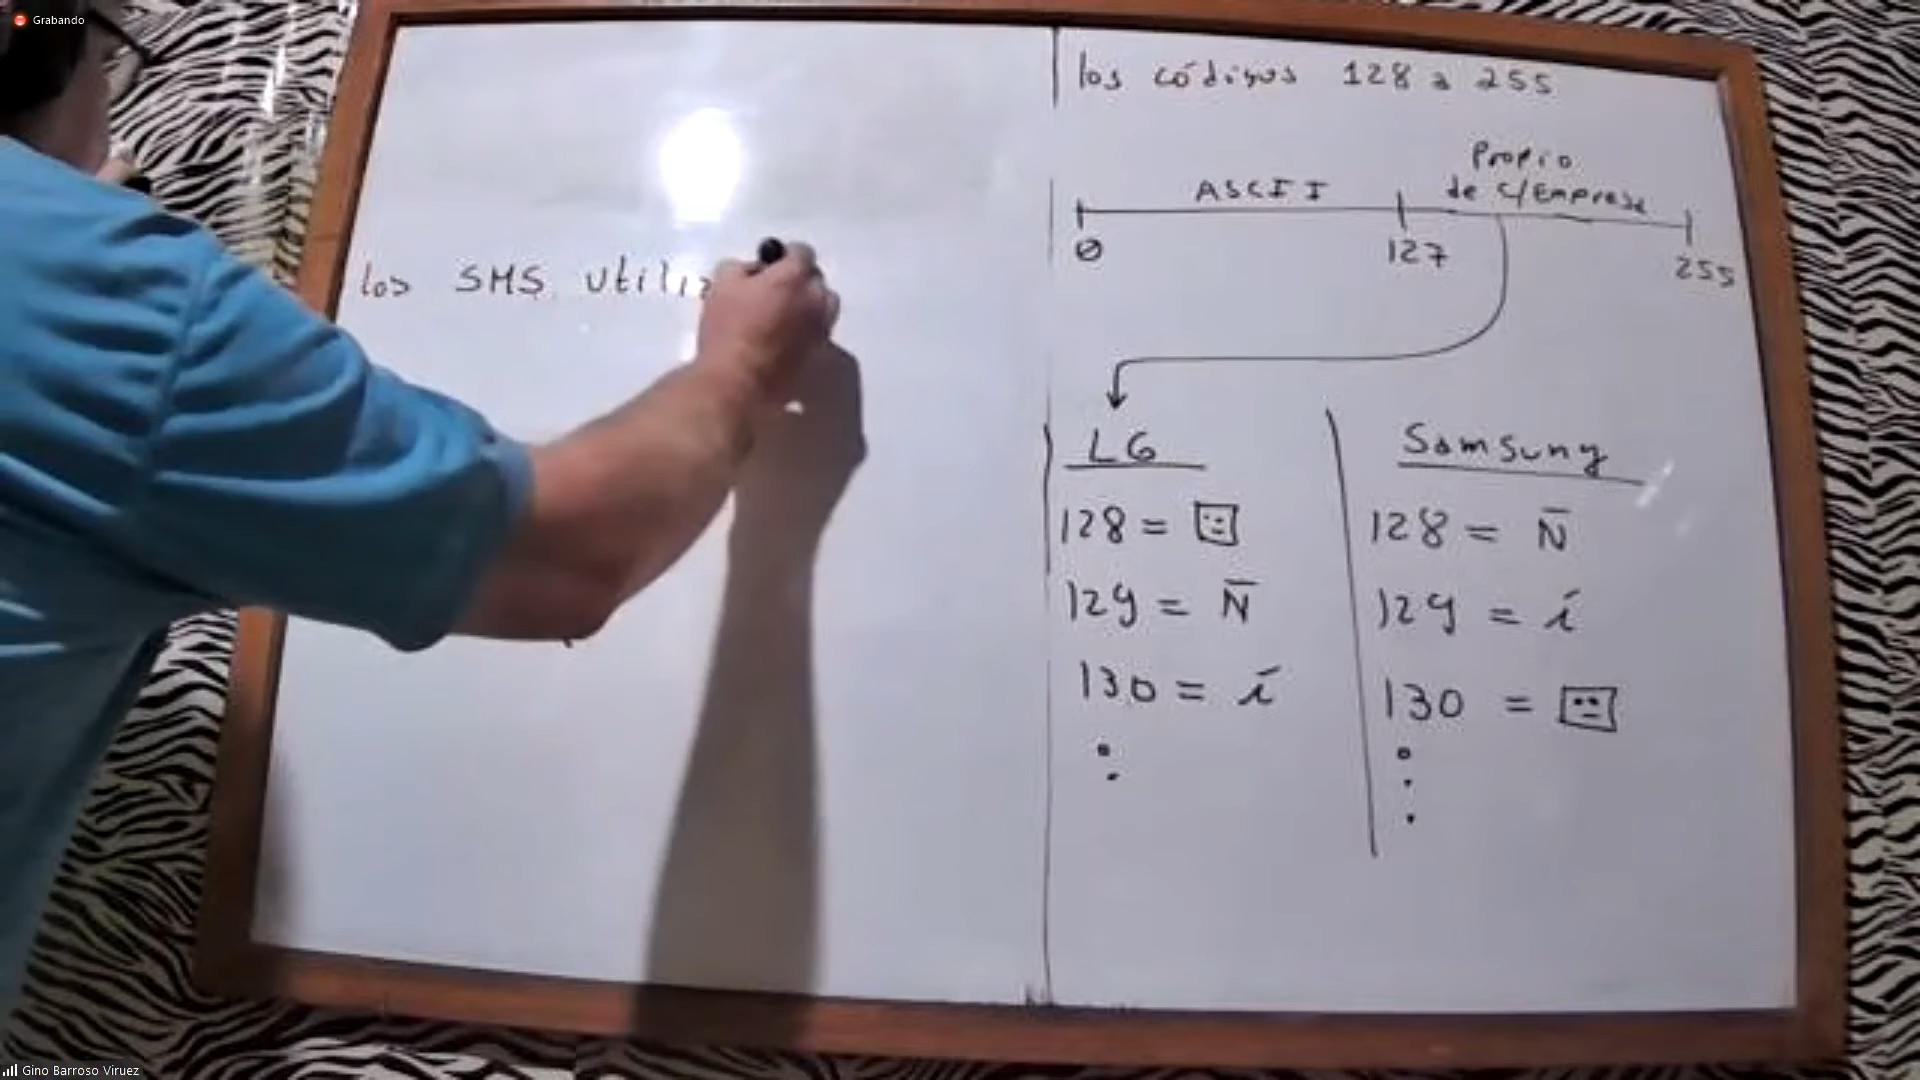 Grabando
los SMS utiliz
los códigos 128 a 255
ASCII
Propio
de c/Empresa
0 127 255
LG
128 =
129 = Ñ
130 = í
Samsung
128 = Ñ
129 = í
130 =
Gino Barroso Viruez